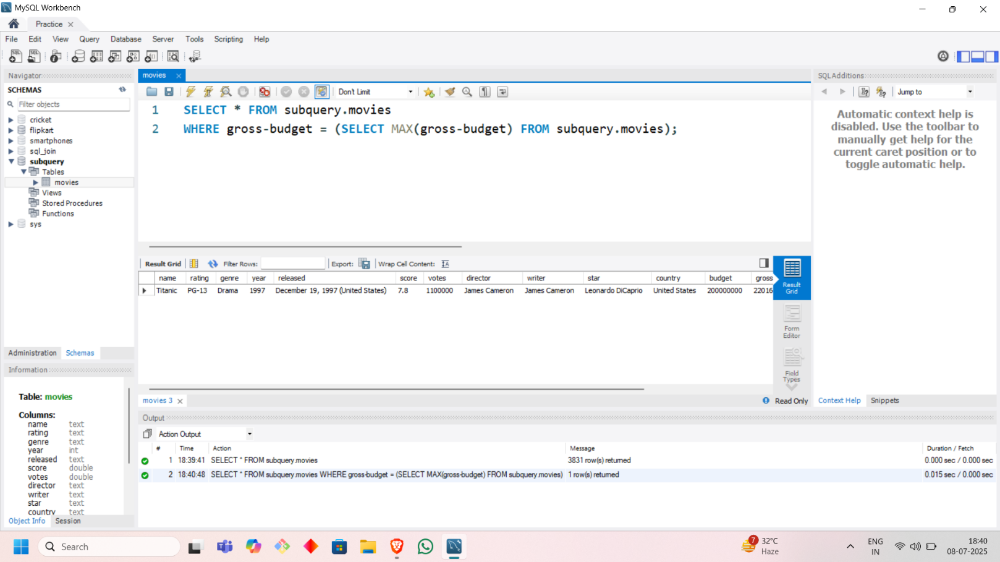 MySQL Workbench
Practice
File Edit View Query Database Server Tools Scripting Help
Navigator
SCHEMAS
Filter objects
cricket
flipkart
smartphones
sql_join
subquery
Tables
movies
Views
Stored Procedures
Functions
sys
Administration Schemas
Information
Table: movies
Columns:
name text
rating text
genre text
year int
released text
score double
votes double
director text
writer text
star text
country text
Object Info Session
movies
Don't Limit
1 SELECT * FROM subquery.movies
2 WHERE gross-budget = (SELECT MAX(gross-budget) FROM subquery.movies);
Result Grid Filter Rows: Export: Wrap Cell Content:
name rating genre year released score votes director writer star country budget gross
Titanic PG-13 Drama 1997 December 19, 1997 (United States) 7.8 1100000 James Cameron James Cameron Leonardo DiCaprio United States 200000000 22016
Result
Grid
Form
Editor
Field
Types
movies 3
Read Only
SQLAdditions
Jump to
Automatic context help is
disabled. Use the toolbar to
manually get help for the
current caret position or to
toggle automatic help.
Context Help Snippets
Output
Action Output
# Time Action Message Duration / Fetch
1 18:39:41 SELECT * FROM subquery.movies 3831 row(s) returned 0.000 sec / 0.000 sec
2 18:40:48 SELECT * FROM subquery.movies WHERE gross-budget = (SELECT MAX(gross-budget) FROM subquery.movies) 1 row(s) returned 0.015 sec / 0.000 sec
Search
7
32°C
Haze
ENG
IN
18:40
08-07-2025